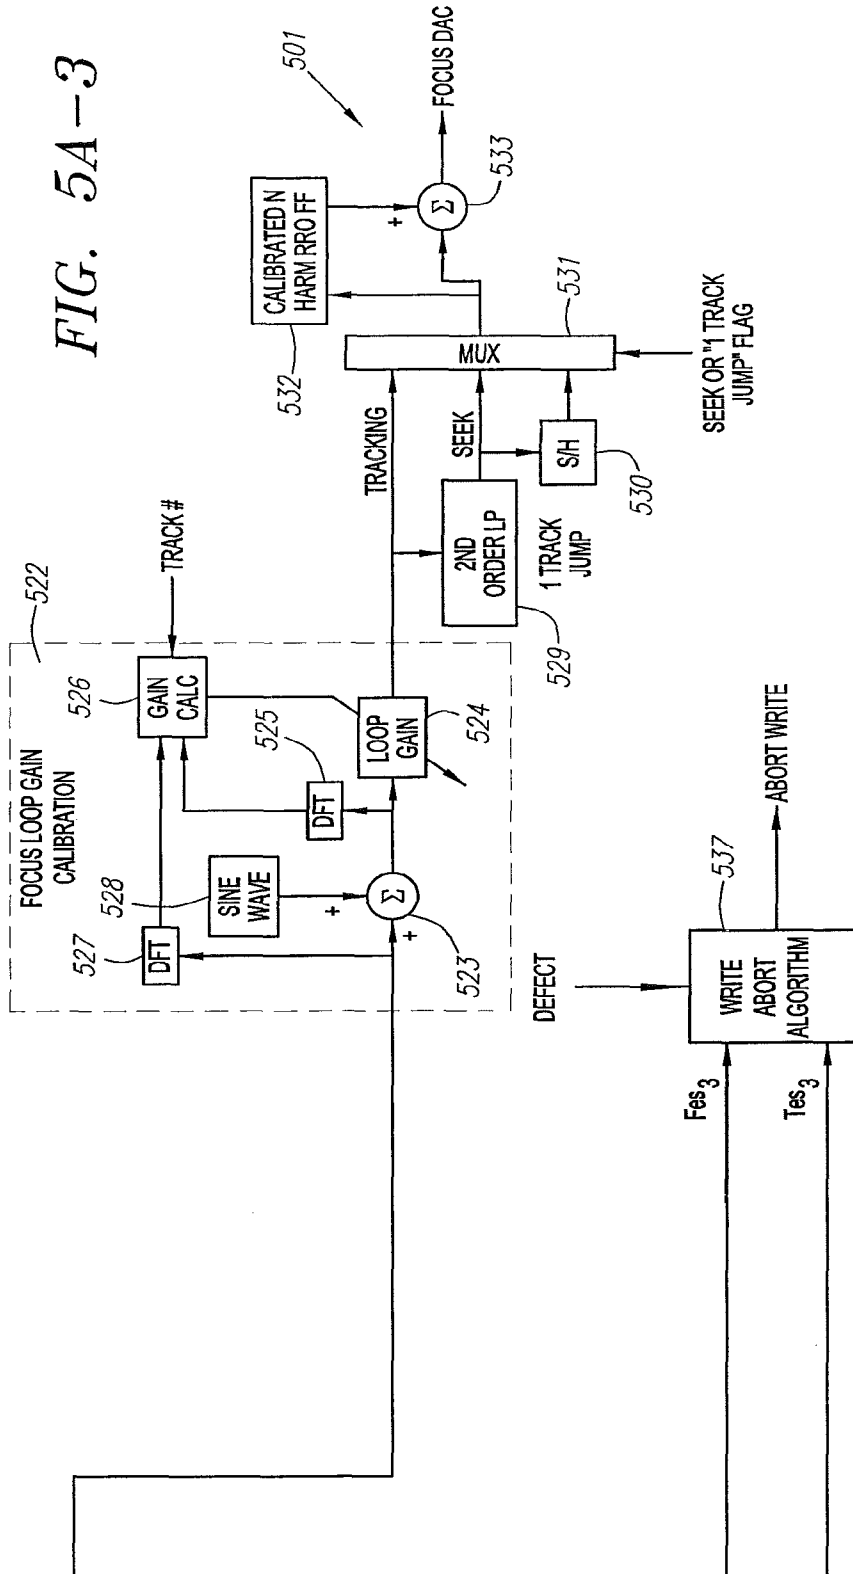 FIG. 5A-3
501
FOCUS DAC
CALIBRATED N
HARM RRO FF
532
+
Σ
533
MUX
531
SEEK OR "1 TRACK
JUMP" FLAG
TRACKING
SEEK
S/H
530
2ND
ORDER LP
529
1 TRACK
JUMP
522
TRACK #
FOCUS LOOP GAIN
CALIBRATION
526
GAIN
CALC
525
DFT
524
LOOP
GAIN
528
SINE
WAVE
527
DFT
+
Σ
+
523
DEFECT
537
WRITE
ABORT
ALGORITHM
ABORT WRITE
Fes3
Tes3